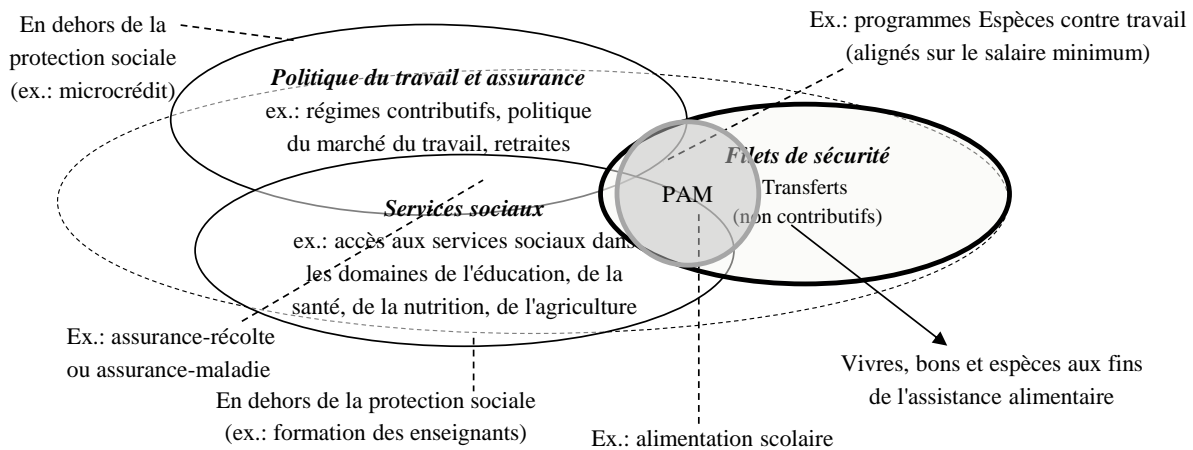 En dehors de la
protection sociale
(ex.: microcrédit)
Ex.: programmes Espèces contre travail
(alignés sur le salaire minimum)
Politique du travail et assurance
ex.: régimes contributifs, politique
du marché du travail, retraites
Filets de sécurité
Transferts
(non contributifs)
PAM
Services sociaux
ex.: accès aux services sociaux dans
les domaines de l'éducation, de la
santé, de la nutrition, de l'agriculture
Ex.: assurance-récolte
ou assurance-maladie
Vivres, bons et espèces aux fins
de l'assistance alimentaire
En dehors de la protection sociale
(ex.: formation des enseignants)
Ex.: alimentation scolaire